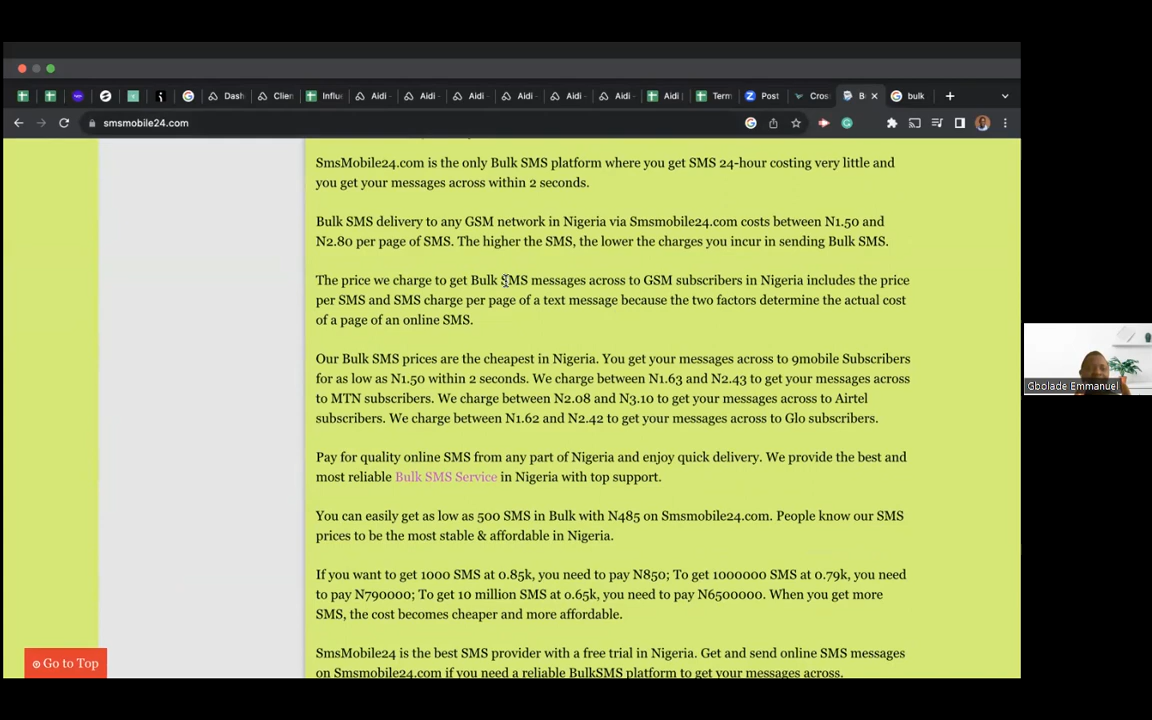 Dash
Clien
Influ
Aidi
Aidi
Aidi
Aidi
Aidi
Aidi
Aidi
Term
Post
Cros
B
bulk
smsmobile24.com
SmsMobile24.com is the only Bulk SMS platform where you get SMS 24-hour costing very little and
you get your messages across within 2 seconds.
Bulk SMS delivery to any GSM network in Nigeria via Smsmobile24.com costs between N1.50 and
N2.80 per page of SMS. The higher the SMS, the lower the charges you incur in sending Bulk SMS.
The price we charge to get Bulk SMS messages across to GSM subscribers in Nigeria includes the price
per SMS and SMS charge per page of a text message because the two factors determine the actual cost
of a page of an online SMS.
Our Bulk SMS prices are the cheapest in Nigeria. You get your messages across to 9mobile Subscribers
for as low as N1.50 within 2 seconds. We charge between N1.63 and N2.43 to get your messages across
to MTN subscribers. We charge between N2.08 and N3.10 to get your messages across to Airtel
subscribers. We charge between N1.62 and N2.42 to get your messages across to Glo subscribers.
Pay for quality online SMS from any part of Nigeria and enjoy quick delivery. We provide the best and
most reliable Bulk SMS Service in Nigeria with top support.
You can easily get as low as 500 SMS in Bulk with N485 on Smsmobile24.com. People know our SMS
prices to be the most stable & affordable in Nigeria.
If you want to get 1000 SMS at 0.85k, you need to pay N850; To get 1000000 SMS at 0.79k, you need
to pay N790000; To get 10 million SMS at 0.65k, you need to pay N6500000. When you get more
SMS, the cost becomes cheaper and more affordable.
SmsMobile24 is the best SMS provider with a free trial in Nigeria. Get and send online SMS messages
on Smsmobile24.com if you need a reliable BulkSMS platform to get your messages across.
Go to Top
Gbolade Emmanuel